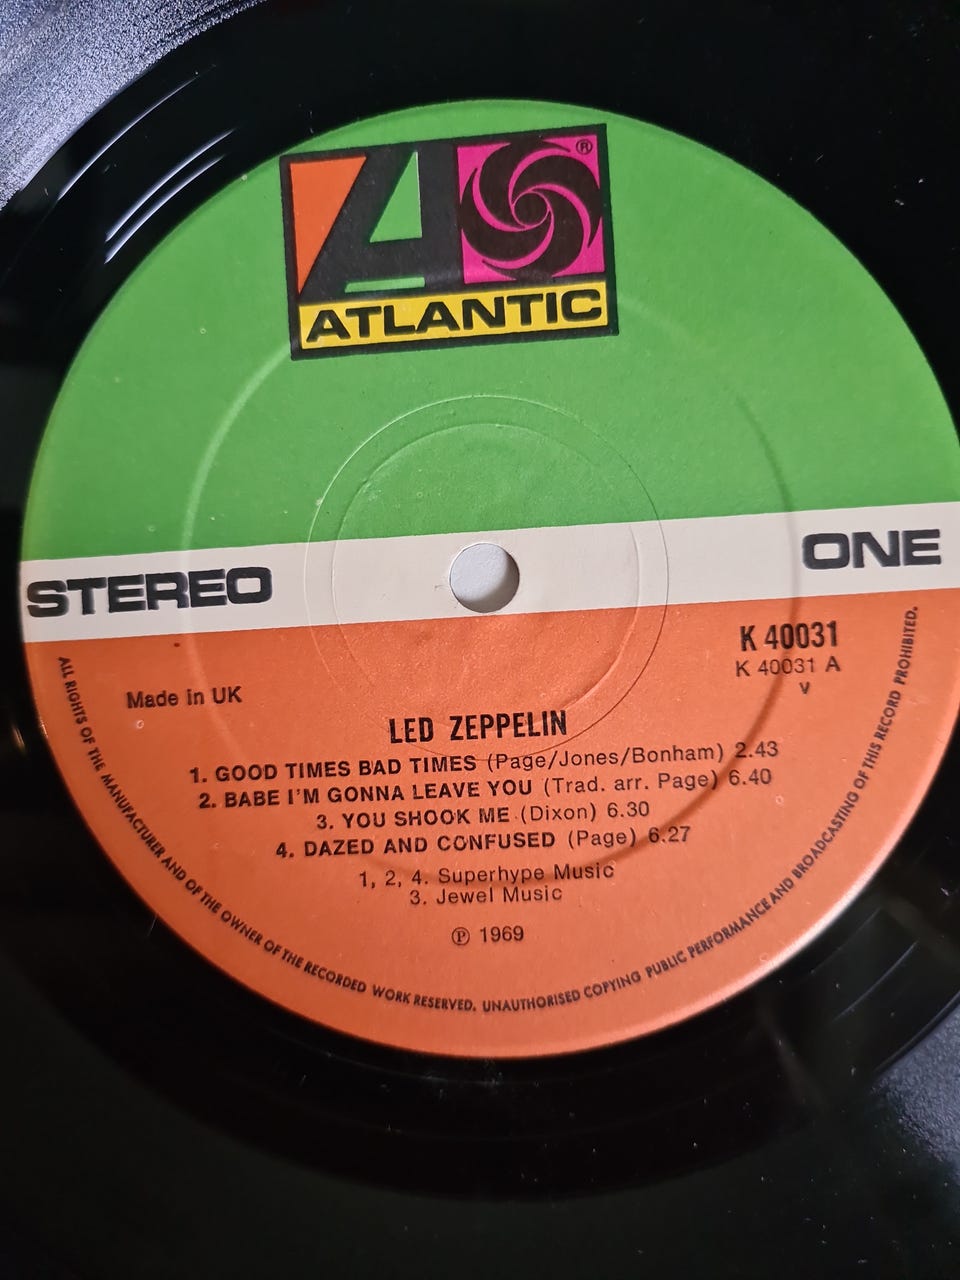 ®
ATLANTIC
STEREO
ONE
K 40031
K 40031 A
V
Made in UK
LED ZEPPELIN
1. GOOD TIMES BAD TIMES (Page/Jones/Bonham) 2.43
2. BABE I'M GONNA LEAVE YOU (Trad. arr. Page) 6.40
3. YOU SHOOK ME (Dixon) 6.30
4. DAZED AND CONFUSED (Page) 6.27
1, 2, 4. Superhype Music
3. Jewel Music
℗ 1969
ALL RIGHTS OF THE MANUFACTURER AND OF THE OWNER OF THE RECORDED WORK RESERVED. UNAUTHORISED COPYING PUBLIC PERFORMANCE AND BROADCASTING OF THIS RECORD PROHIBITED.